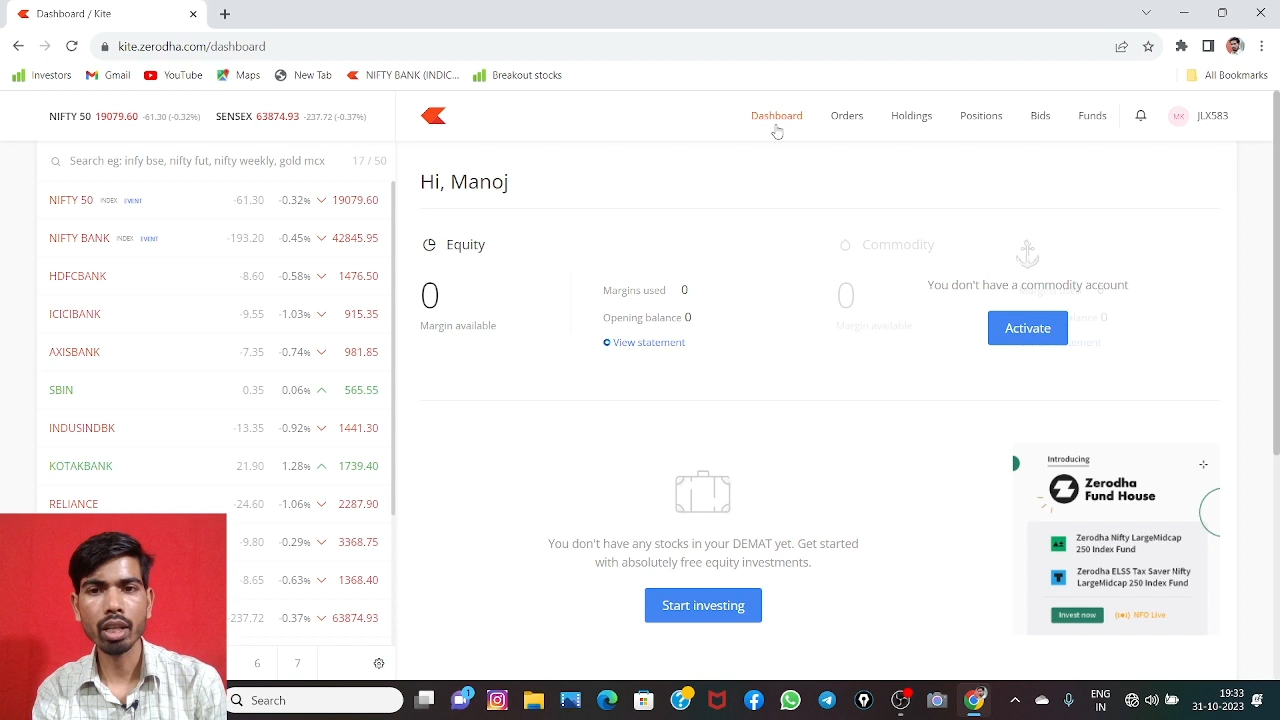 Dashboard / Kite
kite.zerodha.com/dashboard
Investors
Gmail
YouTube
Maps
New Tab
NIFTY BANK (INDIC...
Breakout stocks
All Bookmarks
NIFTY 50 19079.60 -61.30 (-0.32%)
SENSEX 63874.93 -237.72 (-0.37%)
Dashboard
Orders
Holdings
Positions
Bids
Funds
MK
JLX583
Search eg: infy bse, nifty fut, nifty weekly, gold mcx
17 / 50
NIFTY 50 INDEX EVENT -61.30 -0.32% 19079.60
NIFTY BANK INDEX EVENT -193.20 -0.45% 42845.95
HDFCBANK -8.60 -0.58% 1476.50
ICICIBANK -9.55 -1.03% 915.35
AXISBANK -7.35 -0.74% 981.85
SBIN 0.35 0.06% 565.55
INDUSINDBK -13.35 -0.92% 1441.30
KOTAKBANK 21.90 1.28% 1739.40
RELIANCE -24.60 -1.06% 2287.90
-9.80 -0.29% 3368.75
-8.65 -0.63% 1368.40
237.72 -0.37% 63874.93
6 7
Hi, Manoj
Equity
0
Margin available
Margins used 0
Opening balance 0
View statement
Commodity
0
Margin available
You don't have a commodity account
Activate
alance 0
ement
You don't have any stocks in your DEMAT yet. Get started
with absolutely free equity investments.
Start investing
Introducing
Zerodha
Fund House
Zerodha Nifty LargeMidcap
250 Index Fund
Zerodha ELSS Tax Saver Nifty
LargeMidcap 250 Index Fund
Invest now
NFO Live
Search
1
ENG
IN
19:33
31-10-2023